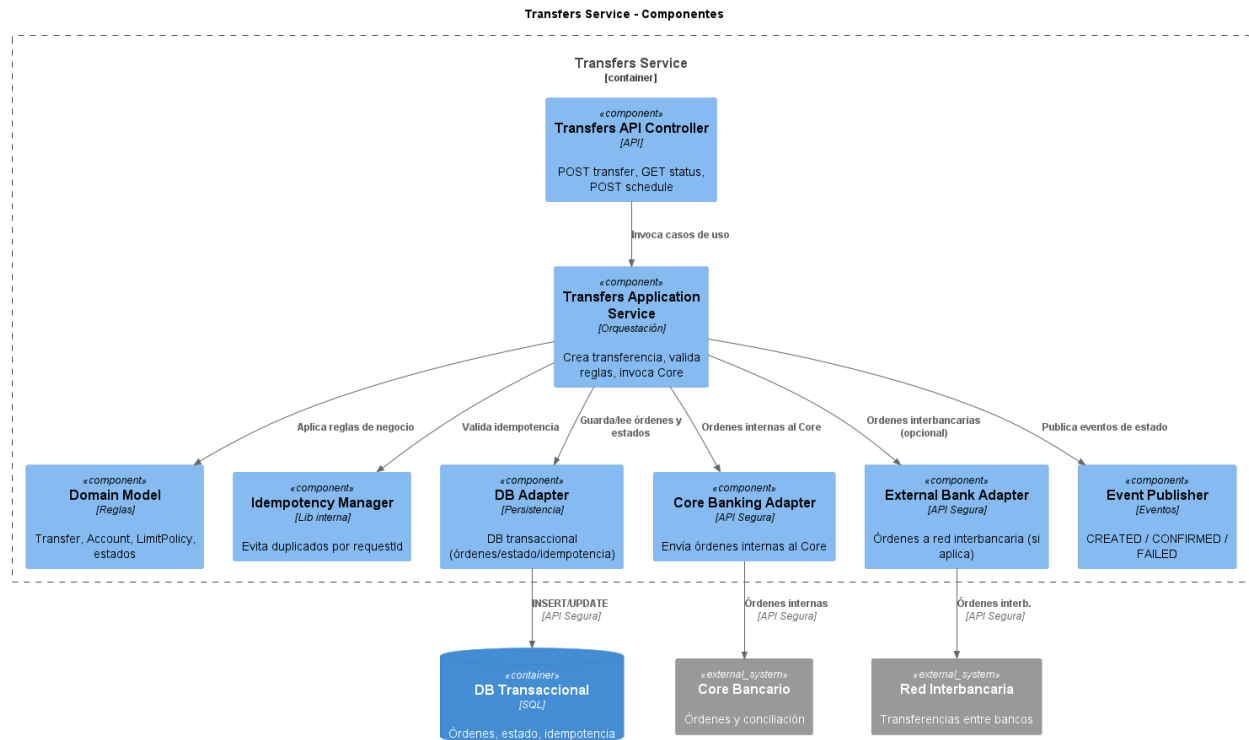 Transfers Service - Componentes
Transfers Service
[container]
«component»
Transfers API Controller
[API]
POST transfer, GET status,
POST schedule
Invoca casos de uso
«component»
Transfers Application
Service
[Orquestación]
Crea transferencia, valida
reglas, invoca Core
Aplica reglas de negocio
Valida idempotencia
Guarda/lee órdenes y
estados
Ordenes internas al Core
Ordenes interbancarias
(opcional)
Publica eventos de estado
«component»
Domain Model
[Reglas]
Transfer, Account, LimitPolicy,
estados
«component»
Idempotency Manager
[Lib interna]
Evita duplicados por requestId
«component»
DB Adapter
[Persistencia]
DB transaccional
(órdenes/estado/idempotencia)
«component»
Core Banking Adapter
[API Segura]
Envía órdenes internas al Core
«component»
External Bank Adapter
[API Segura]
Órdenes a red interbancaria (si
aplica)
«component»
Event Publisher
[Eventos]
CREATED / CONFIRMED /
FAILED
INSERT/UPDATE
[API Segura]
Órdenes internas
[API Segura]
Órdenes interb.
[API Segura]
«container»
DB Transaccional
[SQL]
Órdenes, estado, idempotencia
«external_system»
Core Bancario
Órdenes y conciliación
«external_system»
Red Interbancaria
Transferencias entre bancos